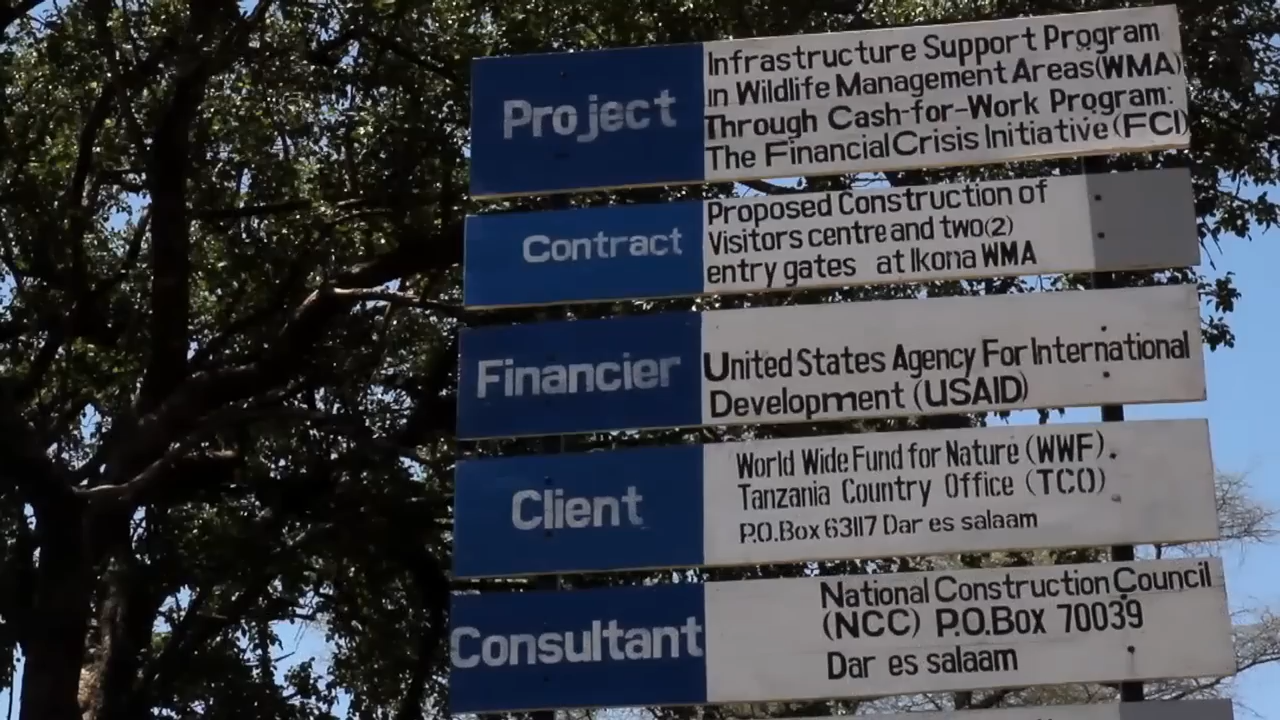 Project
Infrastructure Support Program
in Wildlife Management Areas(WMA)
Through Cash-for-Work Program:
The Financial Crisis Initiative (FCI)
Contract
Proposed Construction of
Visitors centre and two(2)
entry gates at Ikona WMA
Financier
United States Agency For International
Development (USAID)
Client
World Wide Fund for Nature (WWF).
Tanzania Country Office (TCO)
P.O.Box 63117 Dar es salaam
Consultant
National Construction Council
(NCC) P.O.Box 70039
Dar es salaam